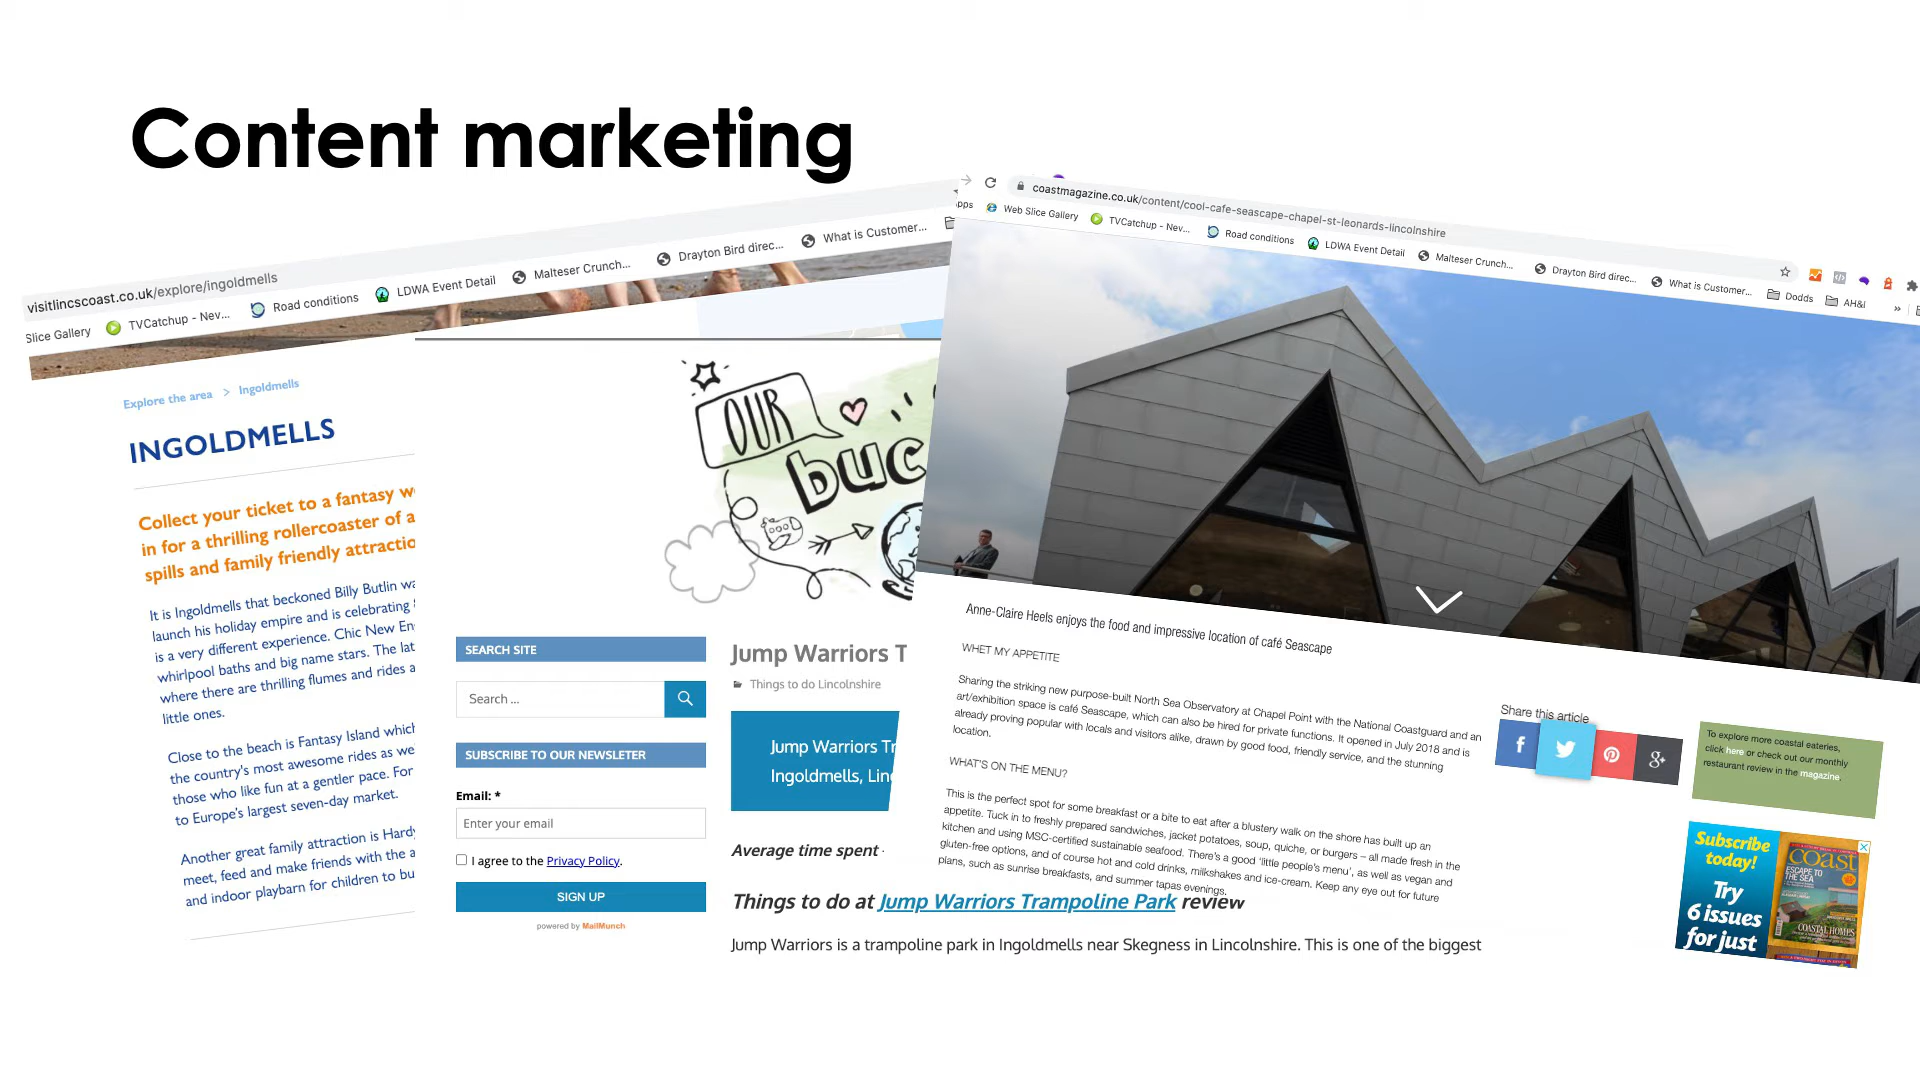 Content marketing
visitlincscoast.co.uk/explore/ingoldmells
Slice Gallery
TVCatchup - Nev...
Road conditions
LDWA Event Detail
Malteser Crunch...
Drayton Bird direc...
What is Customer...
Explore the area > Ingoldmells
INGOLDMELLS
Collect your ticket to a fantasy
in for a thrilling rollercoaster of a
spills and family friendly
It is Ingoldmells that beckoned Billy Butlin
launch his holiday empire and is celebrating
is a very different experience. Chic New
whirlpool baths and big name stars. The
where there are thrilling flumes and rides
little ones.
Close to the beach is Fantasy Island
the country's most awesome rides as
those who like fun at a gentler pace. For
to Europe's largest seven-day market.
Another great family attraction is
meet, feed and make friends with the
and indoor playbarn for children to
OUR
buc
SEARCH SITE
Search ...
SUBSCRIBE TO OUR NEWSLETTER
Email: *
Enter your email
I agree to the Privacy Policy.
SIGN UP
powered by MailMunch
Jump Warriors T
Things to do Lincolnshire
Jump Warriors Tr
Ingoldmells, Linc
Average time spent
Things to do at Jump Warriors Trampoline Park review
Jump Warriors is a trampoline park in Ingoldmells near Skegness in Lincolnshire. This is one of the biggest
coastmagazine.co.uk/content/cool-cafe-seascape-chapel-st-leonards-lincolnshire
Apps
Web Slice Gallery
TVCatchup - Nev...
Road conditions
LDWA Event Detail
Malteser Crunch...
Drayton Bird direc...
What is Customer...
Dodds
AH&I
»
Anne-Claire Heels enjoys the food and impressive location of café Seascape
WHET MY APPETITE
Sharing the striking new purpose-built North Sea Observatory at Chapel Point with the National Coastguard and an
art/exhibition space is café Seascape, which can also be hired for private functions. It opened in July 2018 and is
already proving popular with locals and visitors alike, drawn by good food, friendly service, and the stunning
location.
WHAT'S ON THE MENU?
This is the perfect spot for some breakfast or a bite to eat after a blustery walk on the shore has built up an
appetite. Tuck in to freshly prepared sandwiches, jacket potatoes, soup, quiche, or burgers – all made fresh in the
kitchen and using MSC-certified sustainable seafood. There's a good 'little people's menu', as well as vegan and
gluten-free options, and of course hot and cold drinks, milkshakes and ice-cream. Keep any eye out for future
plans, such as sunrise breakfasts, and summer tapas evenings.
Share this article
f
g+
To explore more coastal eateries,
click here or check out our monthly
restaurant review in the magazine
Subscribe
today!
Try
6 issues
for just
coast
ESCAPE TO
THE SEA
COASTAL HOMES